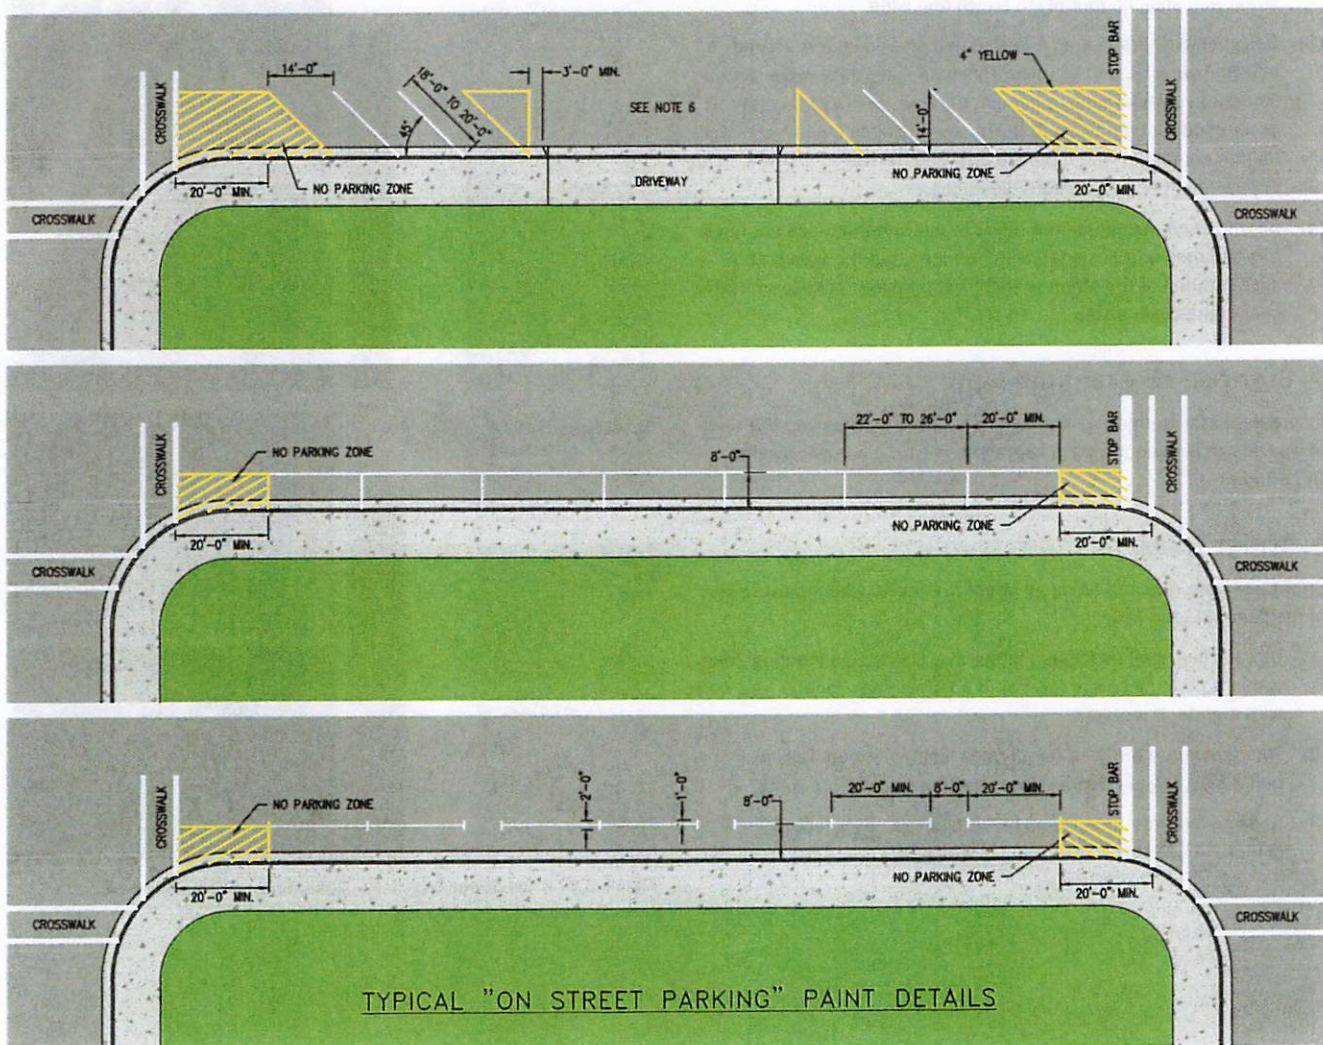 4" YELLOW
STOP BAR
14'-0"
3'-0" MIN.
18'-0" TO 20'-0"
SEE NOTE 6
CROSSWALK
CROSSWALK
45°
14'-0"
NO PARKING ZONE
DRIVEWAY
NO PARKING ZONE
20'-0" MIN.
20'-0" MIN.
CROSSWALK
CROSSWALK
22'-0" TO 26'-0"
20'-0" MIN.
STOP BAR
CROSSWALK
NO PARKING ZONE
8'-0"
CROSSWALK
NO PARKING ZONE
20'-0" MIN.
20'-0" MIN.
CROSSWALK
CROSSWALK
2'-0"
1'-0"
20'-0" MIN.
8'-0"
20'-0" MIN.
STOP BAR
CROSSWALK
NO PARKING ZONE
8'-0"
CROSSWALK
NO PARKING ZONE
20'-0" MIN.
20'-0" MIN.
CROSSWALK
CROSSWALK
TYPICAL "ON STREET PARKING" PAINT DETAILS